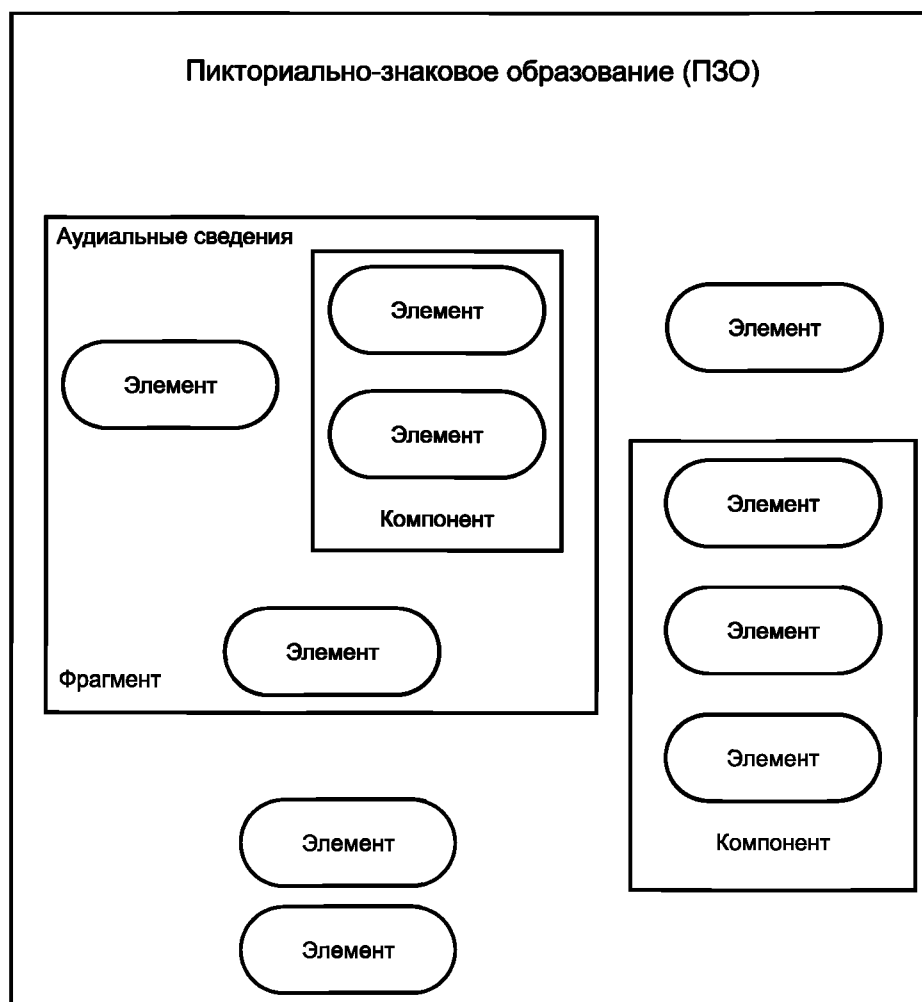 Пикториально-знаковое образование (ПЗО)
Аудиальные сведения
Элемент
Элемент
Элемент
Компонент
Элемент
Фрагмент
Элемент
Элемент
Элемент
Элемент
Компонент
Элемент
Элемент